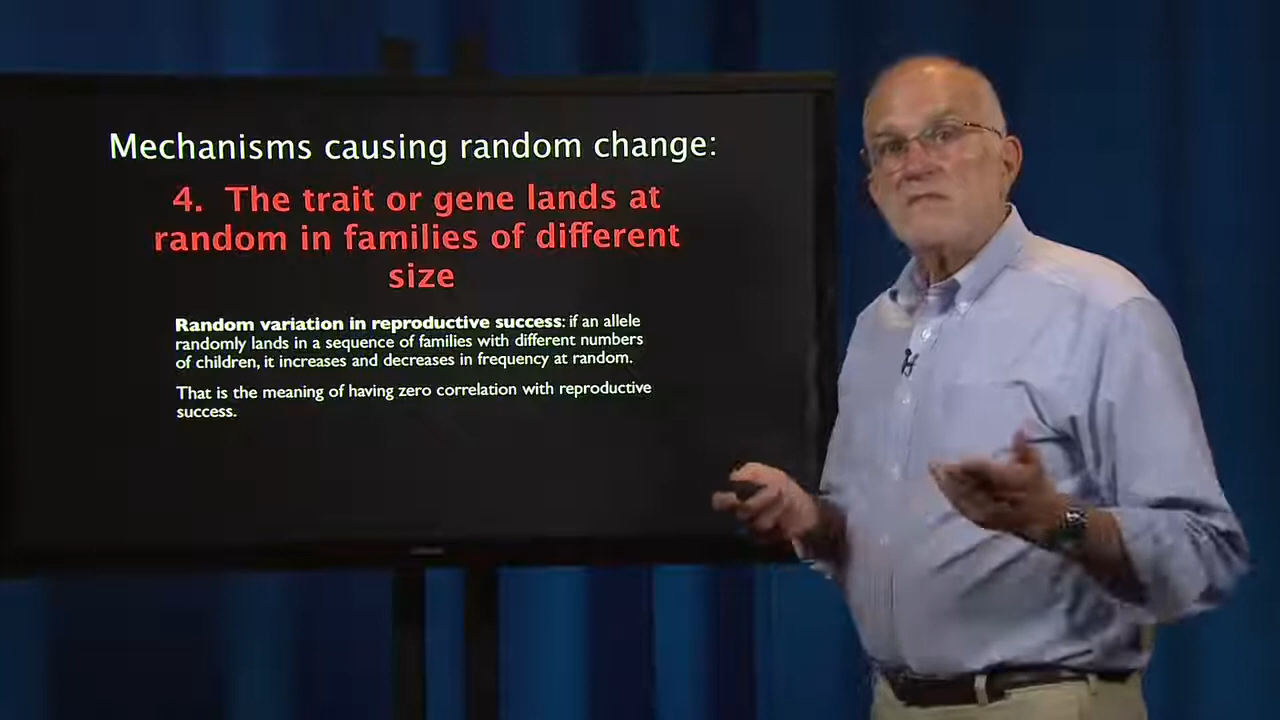 Mechanisms causing random change:
4. The trait or gene lands at
random in families of different
size
Random variation in reproductive success: if an allele
randomly lands in a sequence of families with different numbers
of children, it increases and decreases in frequency at random.
That is the meaning of having zero correlation with reproductive
success.